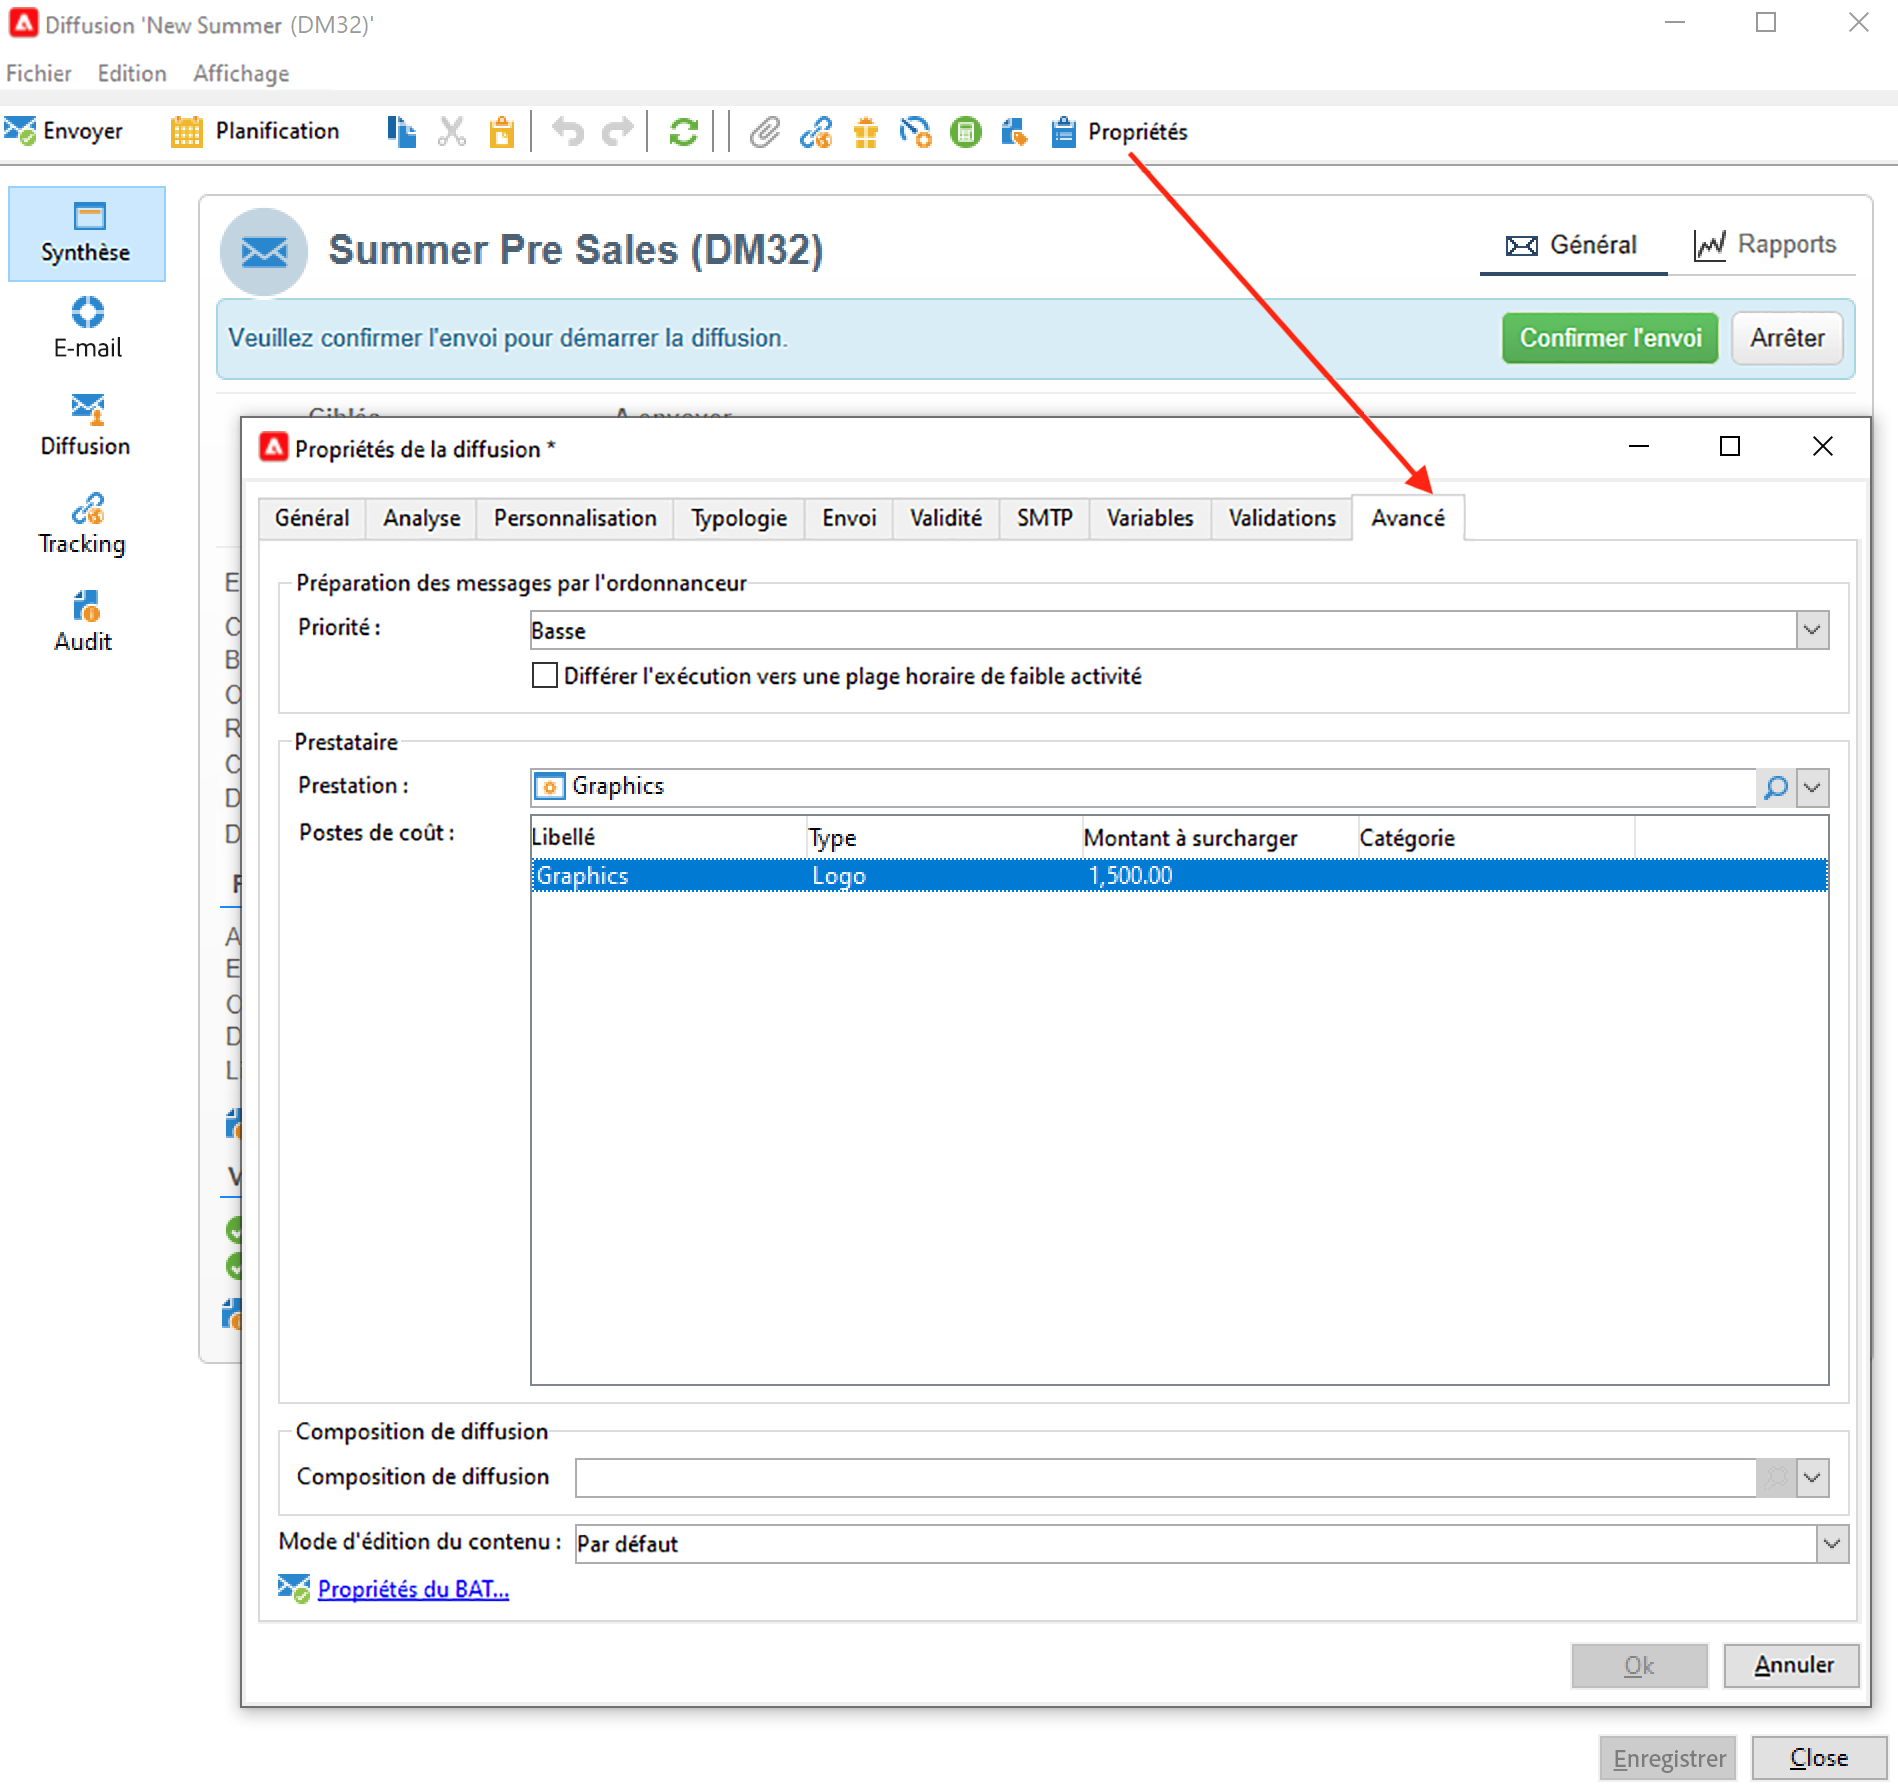 Diffusion 'New Summer (DM32)'
Fichier Edition Affichage
Envoyer Planification Propriétés
Synthèse
E-mail
Diffusion
Tracking
Audit
Summer Pre Sales (DM32)
Général Rapports
Veuillez confirmer l'envoi pour démarrer la diffusion.
Confirmer l'envoi Arrêter
Propriétés de la diffusion *
Général Analyse Personnalisation Typologie Envoi Validité SMTP Variables Validations Avancé
Préparation des messages par l'ordonnanceur
Priorité : Basse
Différer l'exécution vers une plage horaire de faible activité
Prestataire
Prestation : Graphics
Postes de coût :
Libellé Type Montant à surcharger Catégorie
Graphics Logo 1,500.00
Composition de diffusion
Composition de diffusion
Mode d'édition du contenu : Par défaut
Propriétés du BAT...
Ok Annuler
Enregistrer Close